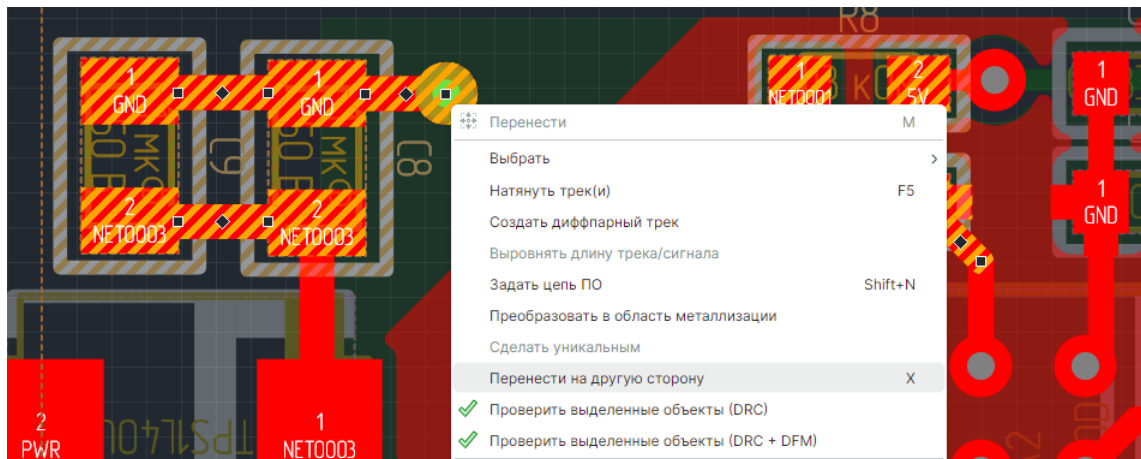 R8
1
GND
1
GND
C9
C8
2
NET0003
2
NET0003
1
NET0001
2
5V
1
GND
1
GND
Перенести M
Выбрать
Натянуть трек(и) F5
Создать диффпарный трек
Выровнять длину трека/сигнала
Задать цепь ПО Shift+N
Преобразовать в область металлизации
Сделать уникальным
Перенести на другую сторону X
Проверить выделенные объекты (DRC)
Проверить выделенные объекты (DRC + DFM)
2
PWR
1
NET0003